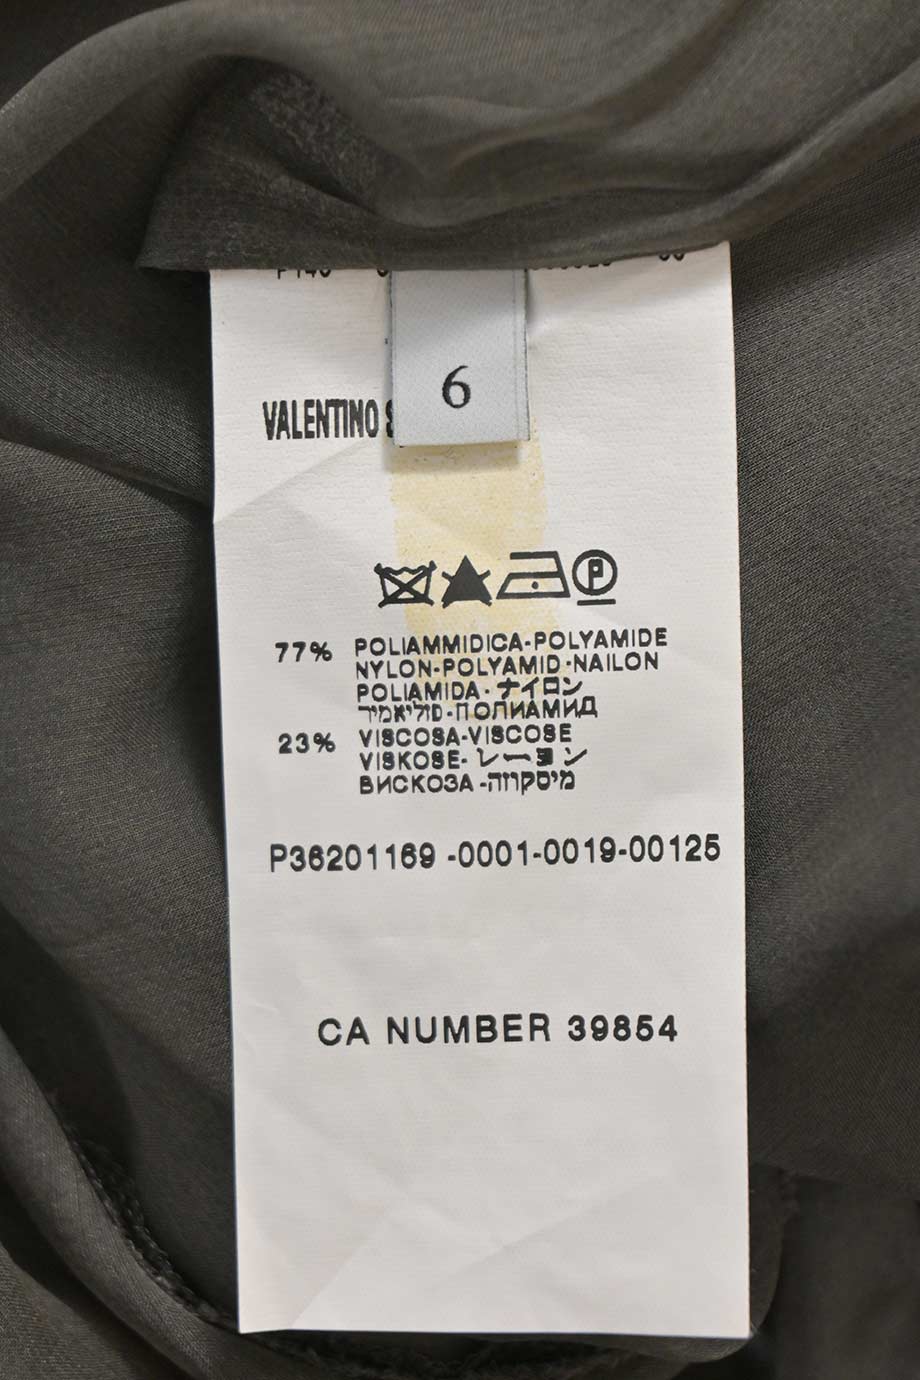 6
VALENTINO
P
77% POLIAMMIDICA-POLYAMIDE
NYLON-POLYAMID-NAILON
POLIAMIDA-ナイロン
פוליאמיד-ПОЛИАМИД
23% VISCOSA-VISCOSE
VISKOSE-レーヨン
ВИСКОЗА-מיסקוזה
P36201169 -0001-0019-00125
CA NUMBER 39854